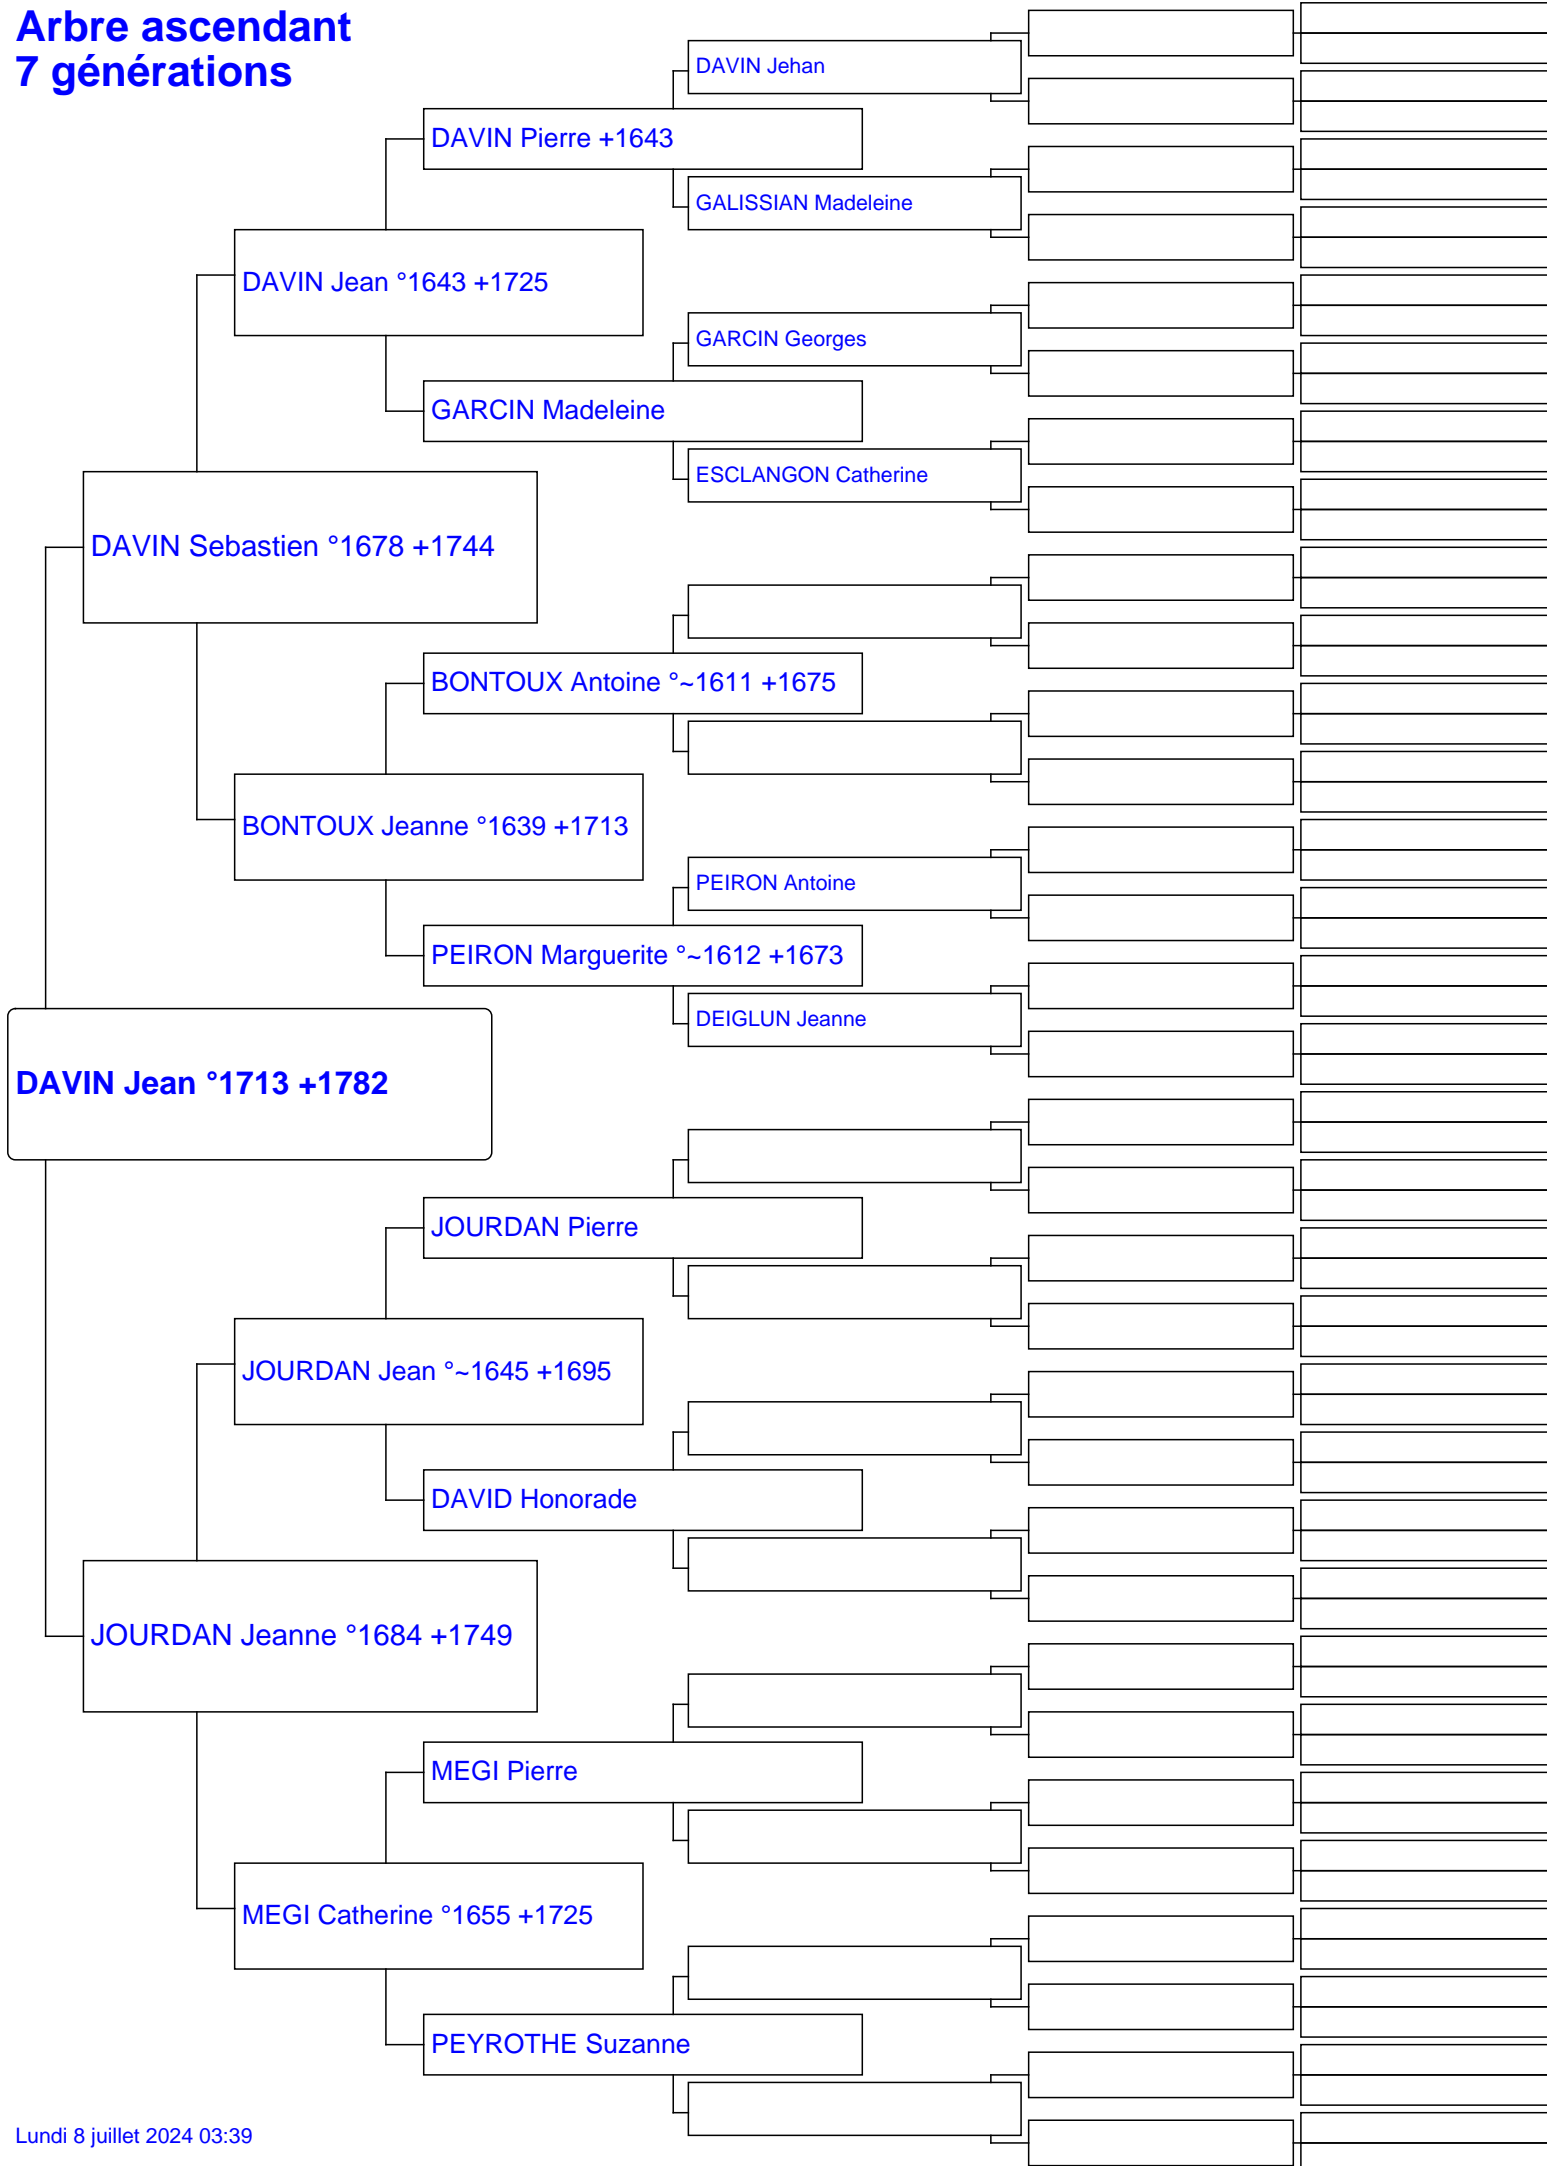 Arbre ascendant
7 générations
DAVIN Jehan
DAVIN Pierre +1643
GALISSIAN Madeleine
DAVIN Jean °1643 +1725
GARCIN Georges
GARCIN Madeleine
ESCLANGON Catherine
DAVIN Sebastien °1678 +1744
BONTOUX Antoine °~1611 +1675
BONTOUX Jeanne °1639 +1713
PEIRON Antoine
PEIRON Marguerite °~1612 +1673
DEIGLUN Jeanne
DAVIN Jean °1713 +1782
JOURDAN Pierre
JOURDAN Jean °~1645 +1695
DAVID Honorade
JOURDAN Jeanne °1684 +1749
MEGI Pierre
MEGI Catherine °1655 +1725
PEYROTHE Suzanne
Lundi 8 juillet 2024 03:39